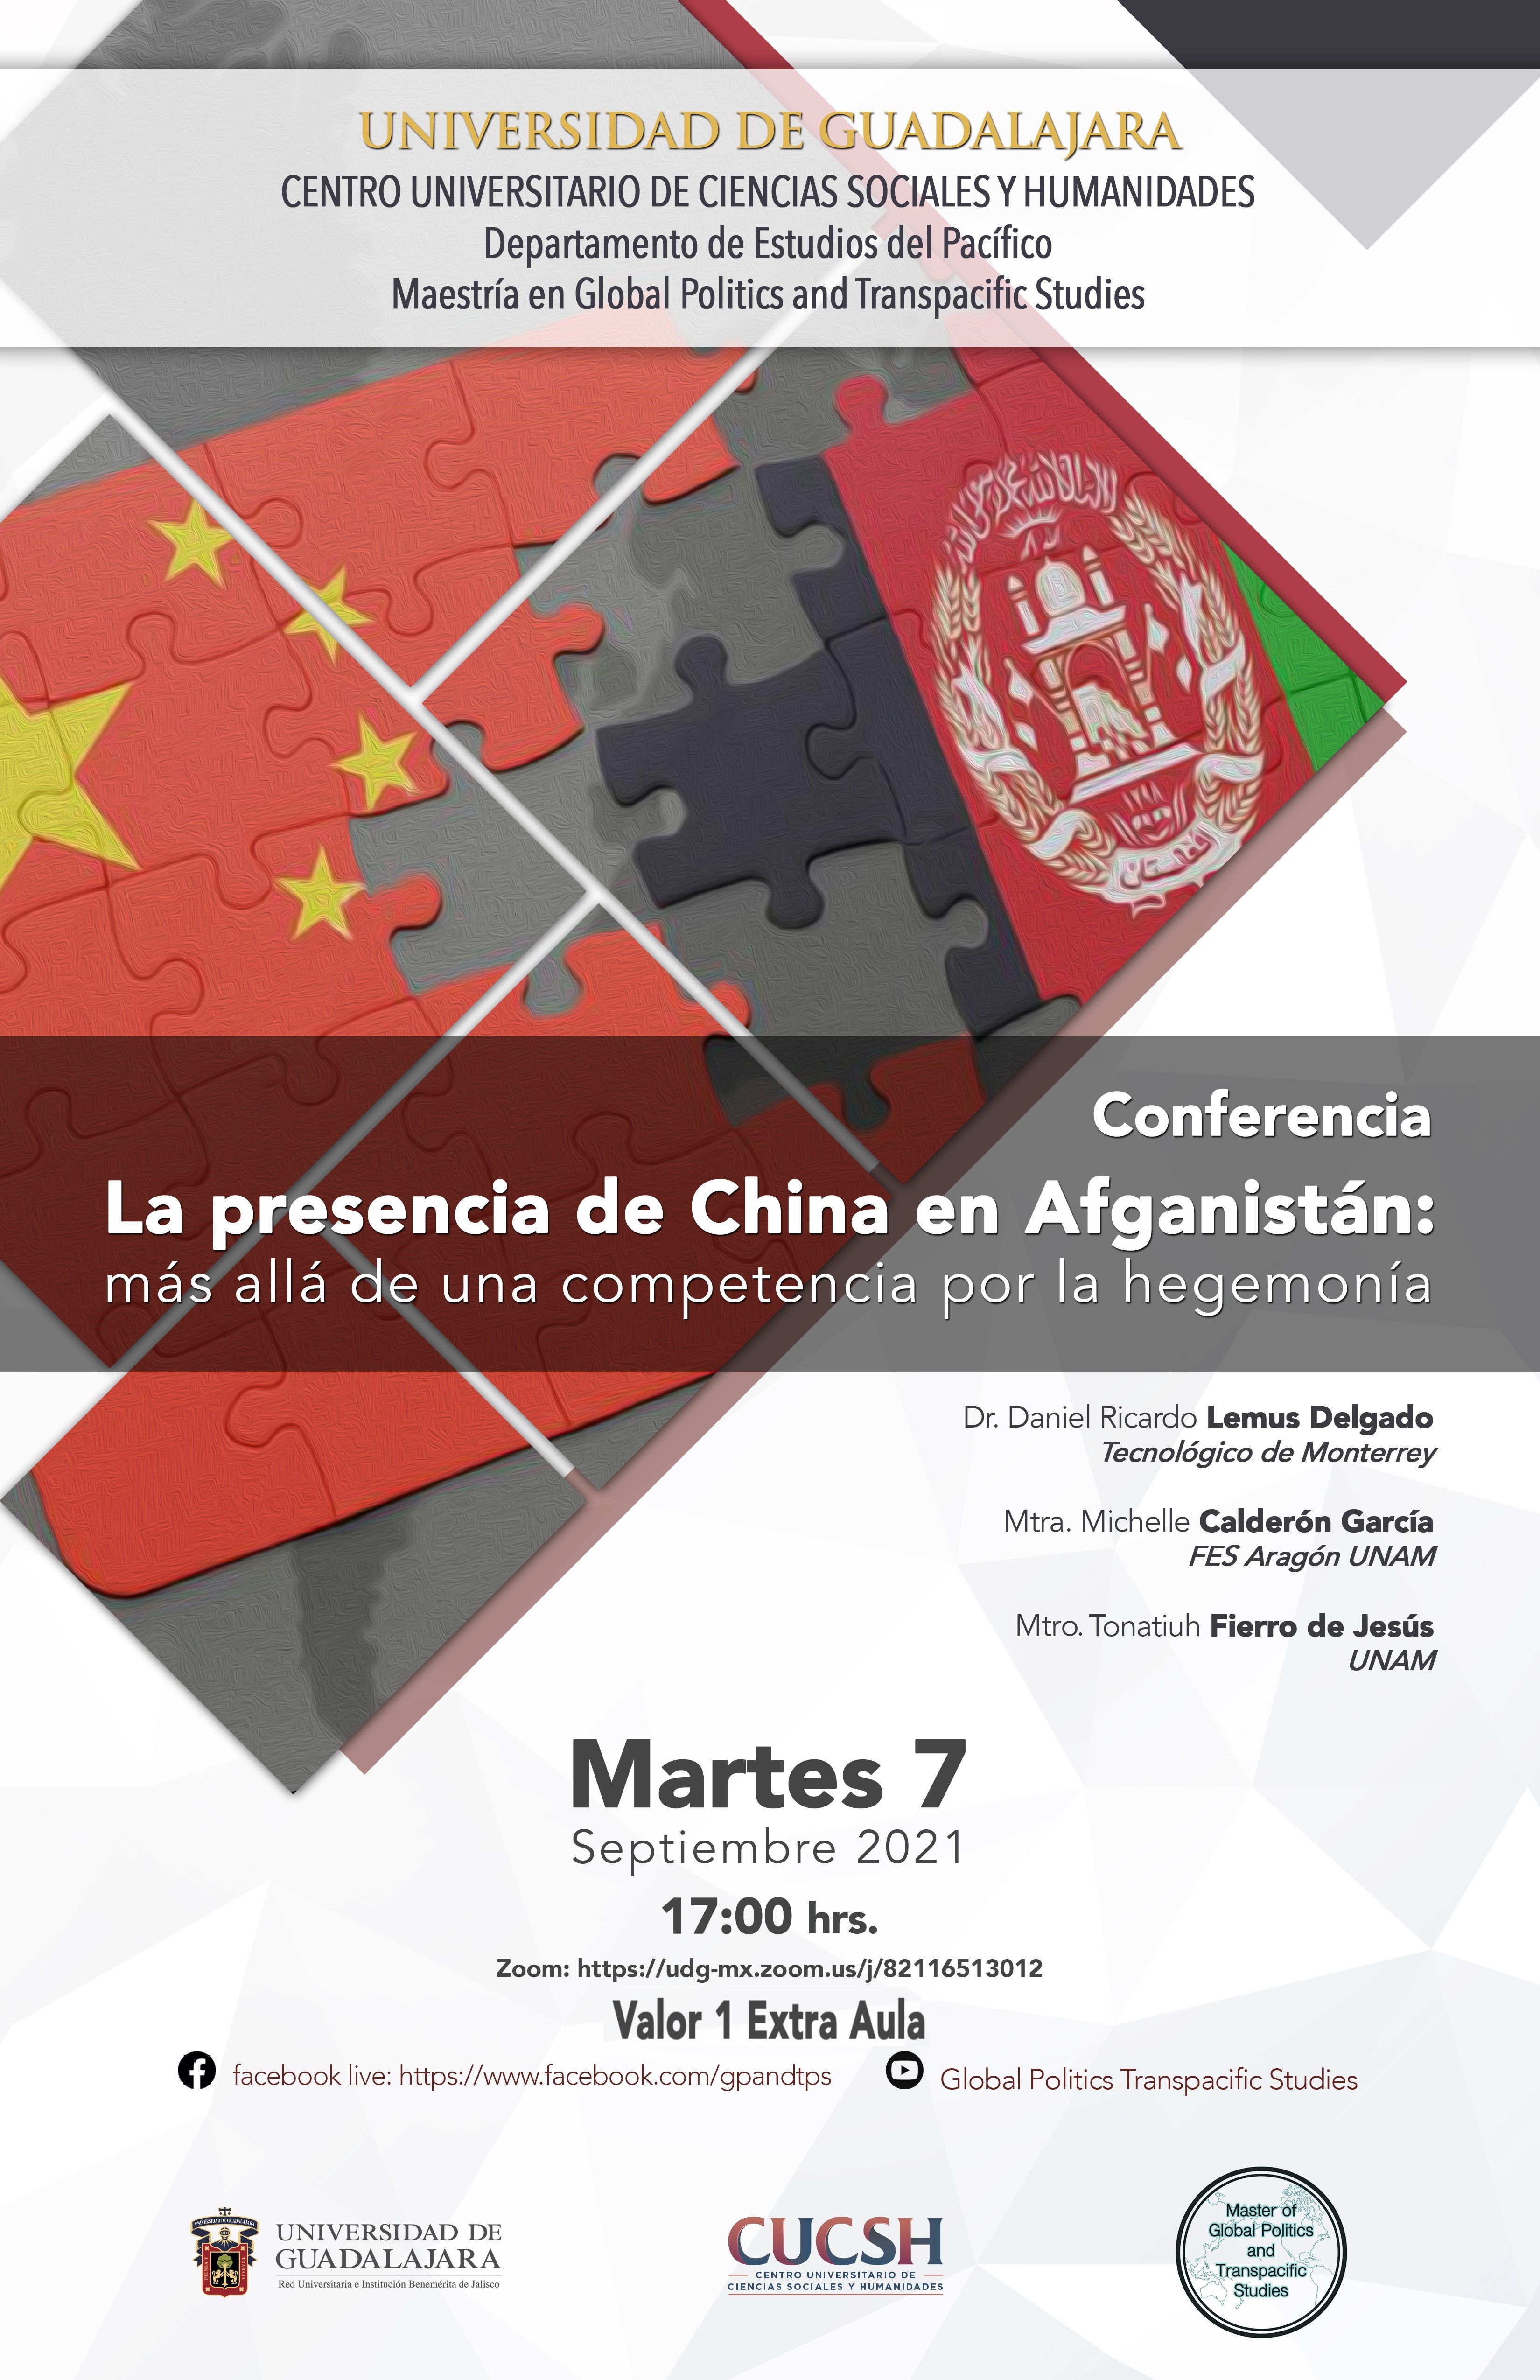 UNIVERSIDAD DE GUADALAJARA
CENTRO UNIVERSITARIO DE CIENCIAS SOCIALES Y HUMANIDADES
Departamento de Estudios del Pacífico
Maestría en Global Politics and Transpacific Studies
Conferencia
La presencia de China en Afganistán:
más allá de una competencia por la hegemonía
Dr. Daniel Ricardo Lemus Delgado
Tecnológico de Monterrey
Mtra. Michelle Calderón García
FES Aragón UNAM
Mtro. Tonatiuh Fierro de Jesús
UNAM
Martes 7
Septiembre 2021
17:00 hrs.
Zoom: https://udg-mx.zoom.us/j/82116513012
Valor 1 Extra Aula
facebook live: https://www.facebook.com/gpandtps
Global Politics Transpacific Studies
UNIVERSIDAD DE
GUADALAJARA
Red Universitaria e Institución Benemérita de Jalisco
CUCSH
CENTRO UNIVERSITARIO DE
CIENCIAS SOCIALES Y HUMANIDADES
Master of
Global Politics
and
Transpacific
Studies